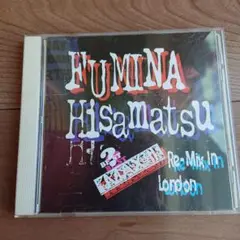 FUMINA
Hisamatsu
Re-Mix In
London